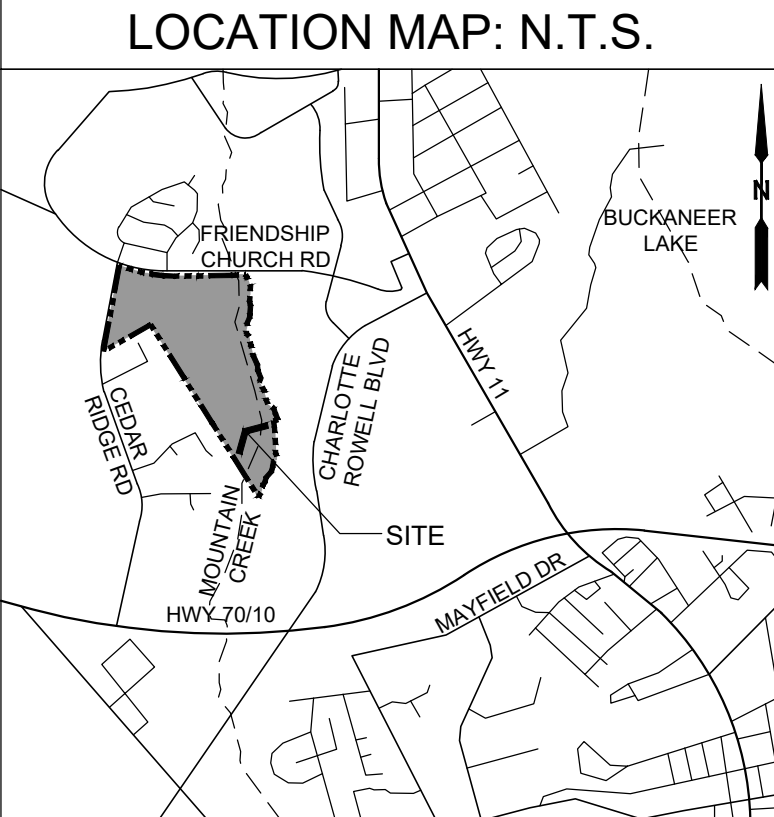 LOCATION MAP: N.T.S.
N
BUCKANEER
LAKE
FRIENDSHIP
CHURCH RD
HWY 11
CHARLOTTE
ROWELL BLVD
CEDAR
RIDGE RD
MOUNTAIN
CREEK
SITE
MAYFIELD DR
HWY 70/10